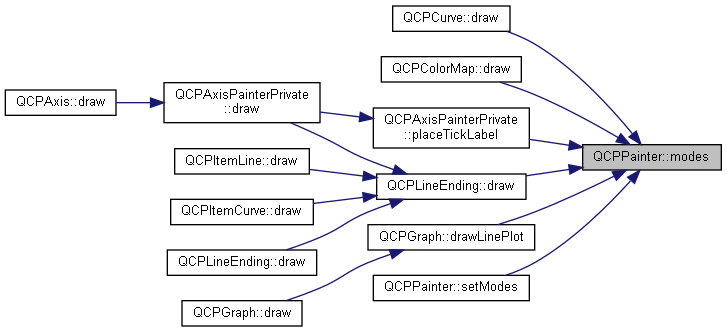 QCPCurve::draw
QCPColorMap::draw
QCPAxis::draw
QCPAxisPainterPrivate
::draw
QCPAxisPainterPrivate
::placeTickLabel
QCPPainter::modes
QCPItemLine::draw
QCPLineEnding::draw
QCPItemCurve::draw
QCPGraph::drawLinePlot
QCPLineEnding::draw
QCPPainter::setModes
QCPGraph::draw